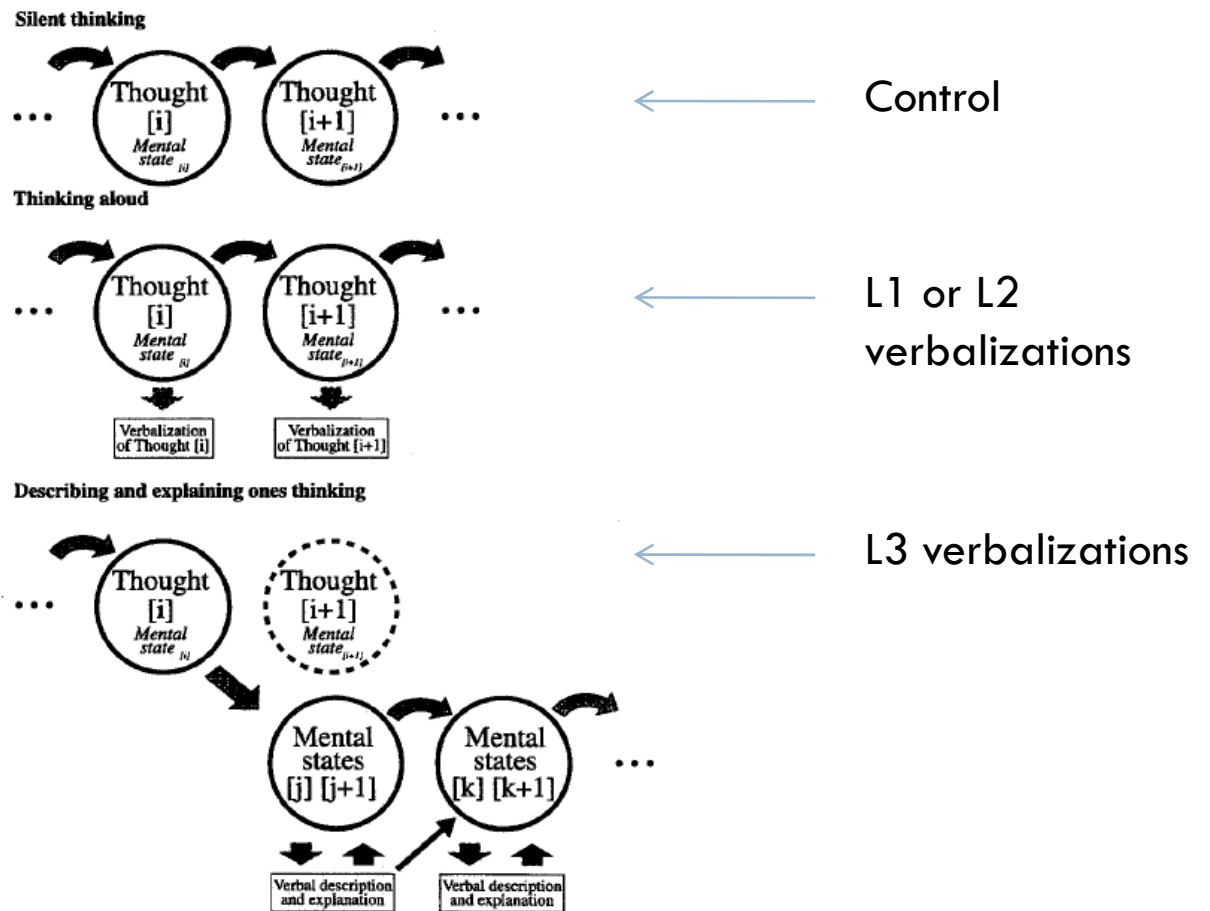 Silent thinking
Thought
[i]
Mental
state [i]
Thought
[i+1]
Mental
state [i+1]
...
...
Control
Thinking aloud
Thought
[i]
Mental
state [i]
Thought
[i+1]
Mental
state [i+1]
...
...
Verbalization
of Thought [i]
Verbalization
of Thought [i+1]
L1 or L2
verbalizations
Describing and explaining ones thinking
Thought
[i]
Mental
state [i]
Thought
[i+1]
Mental
state [i+1]
...
L3 verbalizations
Mental
states
[j] [j+1]
Mental
states
[k] [k+1]
...
Verbal description
and explanation
Verbal description
and explanation